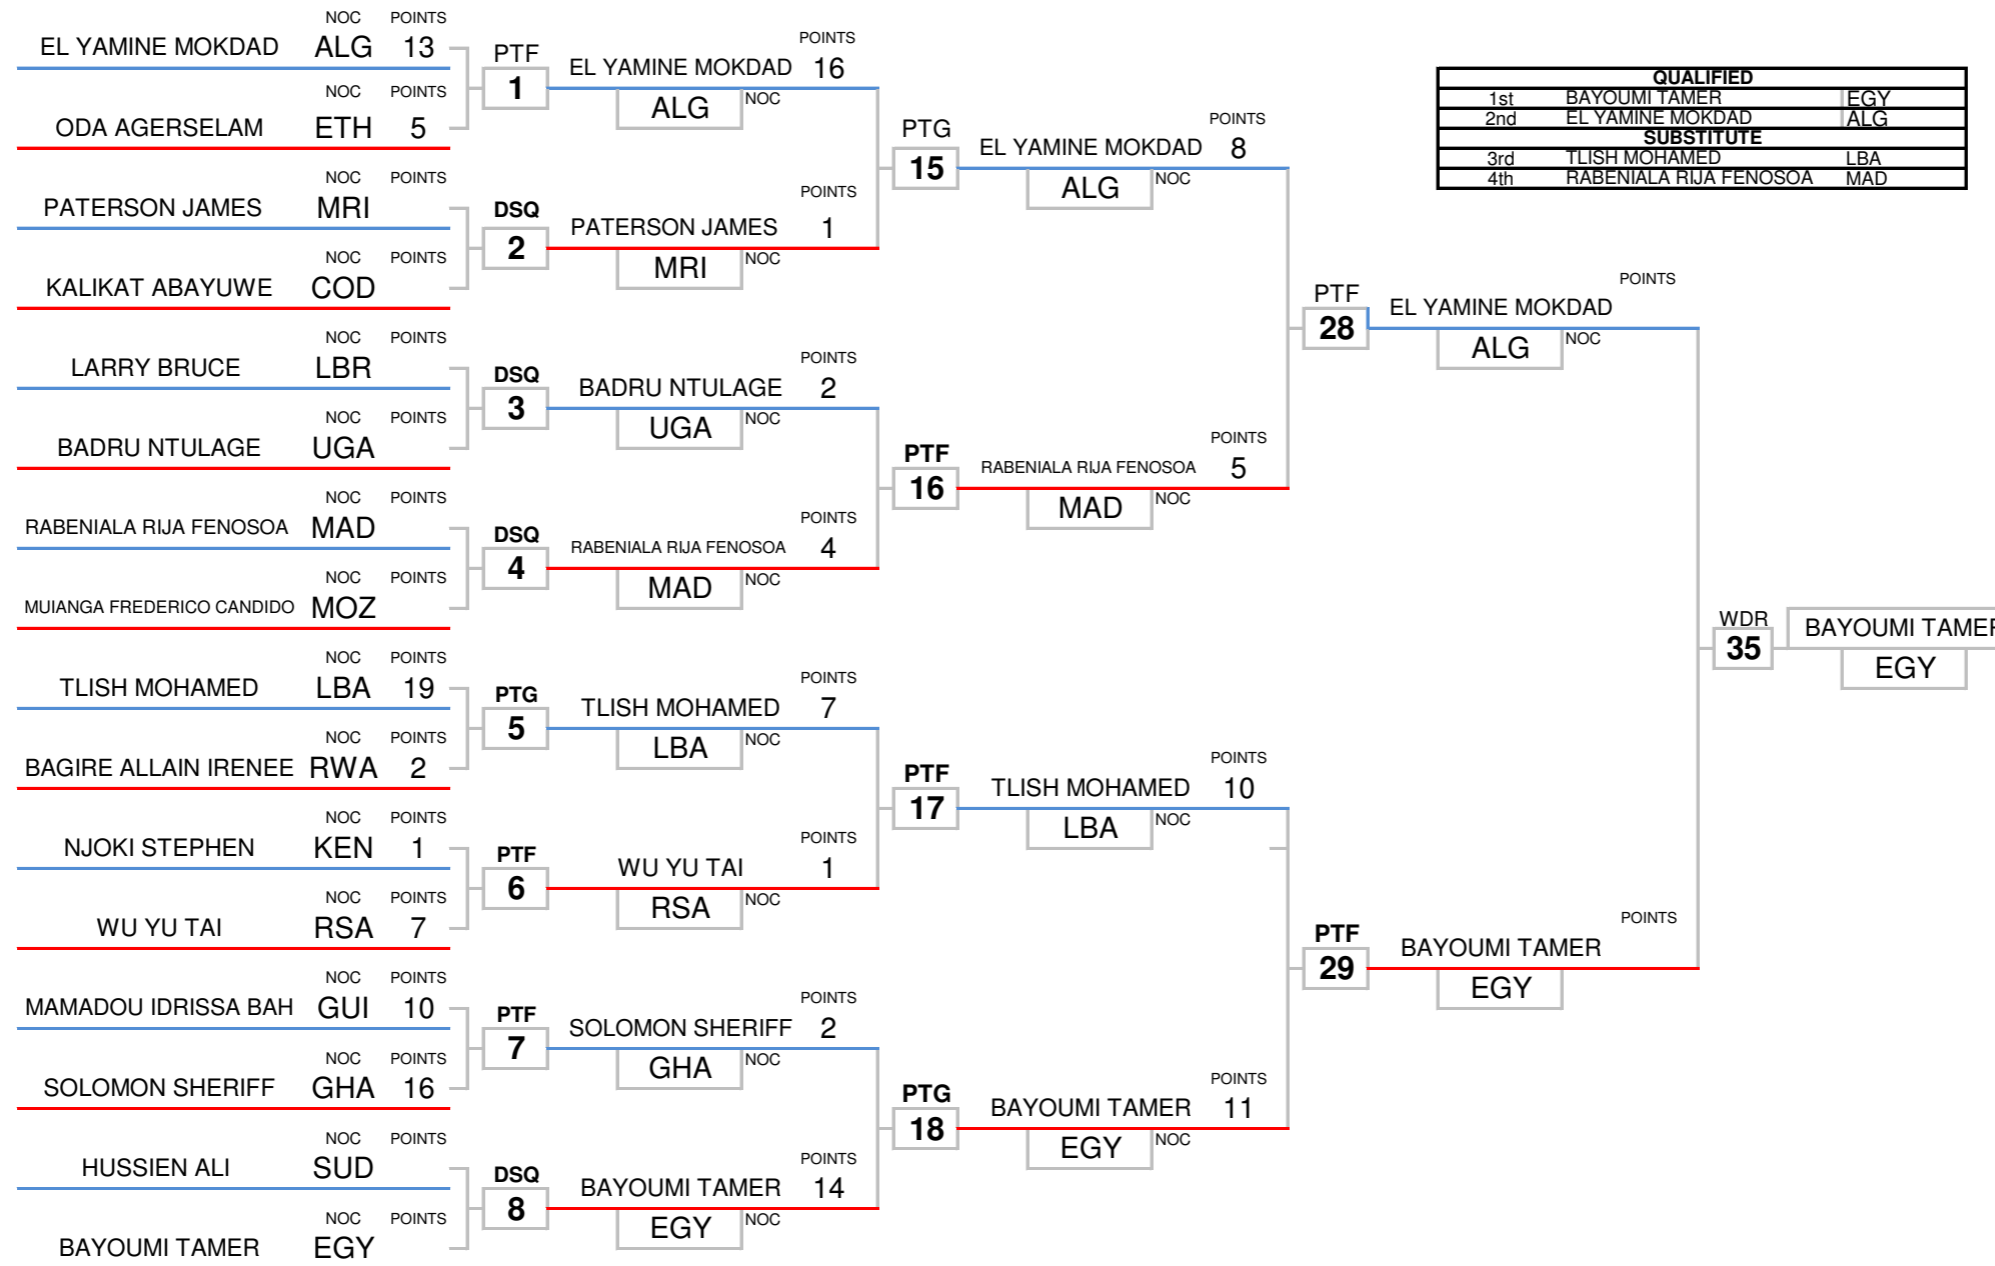 NOC POINTS
EL YAMINE MOKDAD ALG 13
NOC POINTS
ODA AGERSELAM ETH 5
NOC POINTS
PATERSON JAMES MRI
NOC POINTS
KALIKAT ABAYUWE COD
NOC POINTS
LARRY BRUCE LBR
NOC POINTS
BADRU NTULAGE UGA
NOC POINTS
RABENIALA RIJA FENOSOA MAD
NOC POINTS
MUIANGA FREDERICO CANDIDO MOZ
NOC POINTS
TLISH MOHAMED LBA 19
NOC POINTS
BAGIRE ALLAIN IRENEE RWA 2
NOC POINTS
NJOKI STEPHEN KEN 1
NOC POINTS
WU YU TAI RSA 7
NOC POINTS
MAMADOU IDRISSA BAH GUI 10
NOC POINTS
SOLOMON SHERIFF GHA 16
NOC POINTS
HUSSIEN ALI SUD
NOC POINTS
BAYOUMI TAMER EGY
PTF
1
DSQ
2
DSQ
3
DSQ
4
PTG
5
PTF
6
PTF
7
DSQ
8
POINTS
EL YAMINE MOKDAD 16
ALG NOC
POINTS
PATERSON JAMES 1
MRI NOC
POINTS
BADRU NTULAGE 2
UGA NOC
POINTS
RABENIALA RIJA FENOSOA 4
MAD NOC
POINTS
TLISH MOHAMED 7
LBA NOC
POINTS
WU YU TAI 1
RSA NOC
POINTS
SOLOMON SHERIFF 2
GHA NOC
POINTS
BAYOUMI TAMER 14
EGY NOC
PTG
15
PTF
16
PTF
17
PTG
18
POINTS
EL YAMINE MOKDAD 8
ALG NOC
POINTS
RABENIALA RIJA FENOSOA 5
MAD NOC
POINTS
TLISH MOHAMED 10
LBA NOC
POINTS
BAYOUMI TAMER 11
EGY NOC
PTF
28
PTF
29
POINTS
EL YAMINE MOKDAD
ALG NOC
POINTS
BAYOUMI TAMER
EGY
WDR
35
BAYOUMI TAMER
EGY
QUALIFIED
1st BAYOUMI TAMER EGY
2nd EL YAMINE MOKDAD ALG
SUBSTITUTE
3rd TLISH MOHAMED LBA
4th RABENIALA RIJA FENOSOA MAD